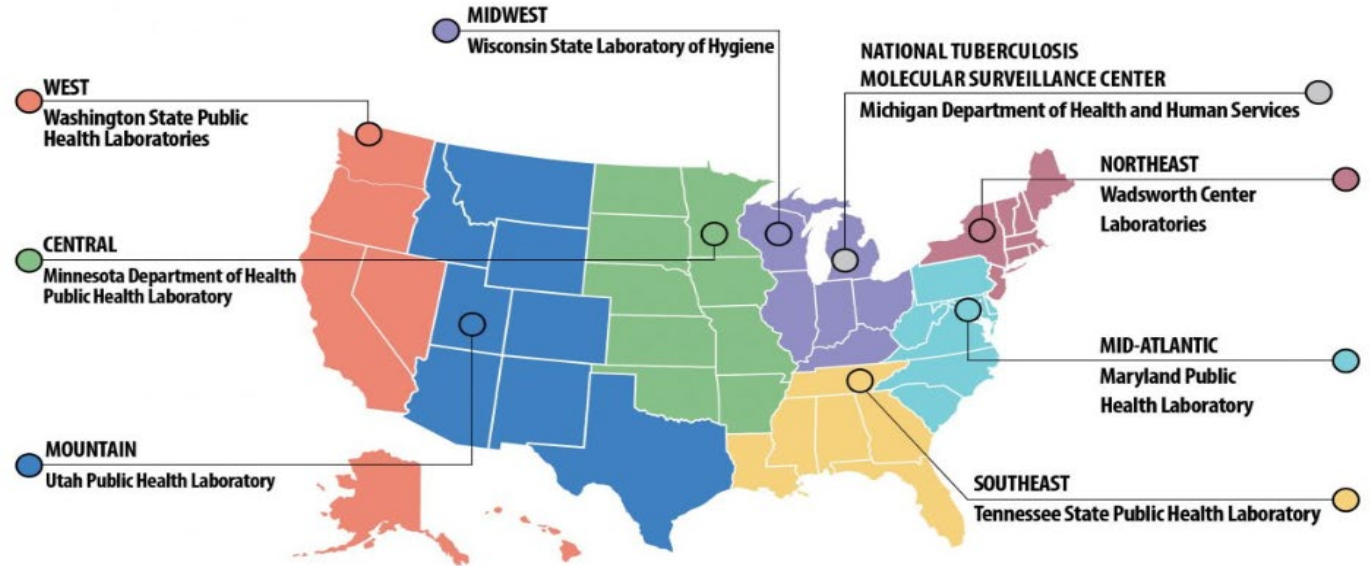 MIDWEST
Wisconsin State Laboratory of Hygiene
NATIONAL TUBERCULOSIS
MOLECULAR SURVEILLANCE CENTER
Michigan Department of Health and Human Services
WEST
Washington State Public
Health Laboratories
NORTHEAST
Wadsworth Center
Laboratories
CENTRAL
Minnesota Department of Health
Public Health Laboratory
MID-ATLANTIC
Maryland Public
Health Laboratory
MOUNTAIN
Utah Public Health Laboratory
SOUTHEAST
Tennessee State Public Health Laboratory